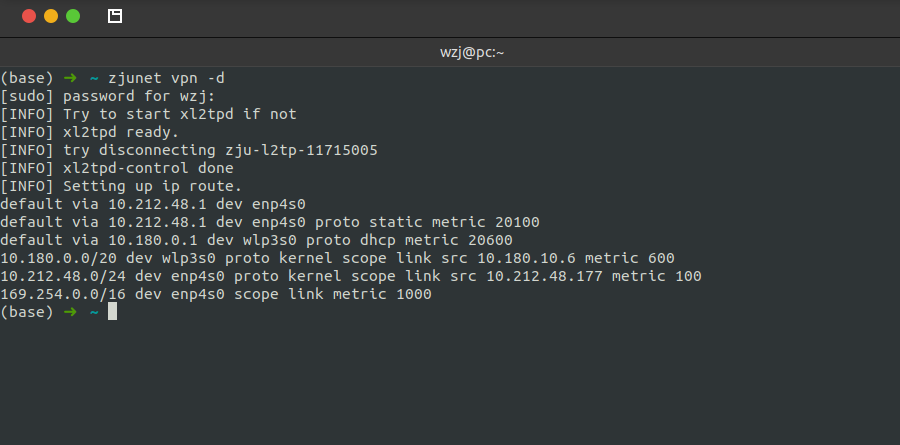 wzj@pc:~
(base) ➜ ~ zjunet vpn -d
[sudo] password for wzj:
[INFO] Try to start xl2tpd if not
[INFO] xl2tpd ready.
[INFO] try disconnecting zju-l2tp-11715005
[INFO] xl2tpd-control done
[INFO] Setting up ip route.
default via 10.212.48.1 dev enp4s0
default via 10.212.48.1 dev enp4s0 proto static metric 20100
default via 10.180.0.1 dev wlp3s0 proto dhcp metric 20600
10.180.0.0/20 dev wlp3s0 proto kernel scope link src 10.180.10.6 metric 600
10.212.48.0/24 dev enp4s0 proto kernel scope link src 10.212.48.177 metric 100
169.254.0.0/16 dev enp4s0 scope link metric 1000
(base) ➜ ~